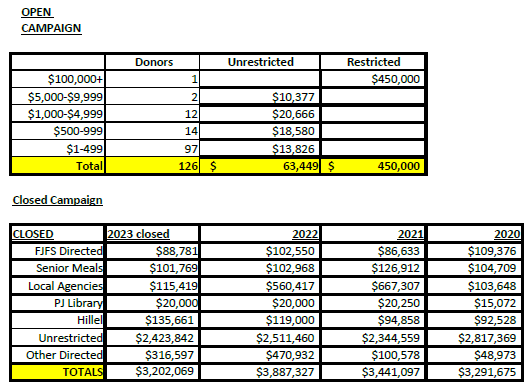 OPEN
CAMPAIGN
Donors Unrestricted Restricted
$100,000+ 1 $450,000
$5,000-$9,999 2 $10,377
$1,000-$4,999 12 $20,666
$500-999 14 $18,580
$1-499 97 $13,826
Total 126 $ 63,449 $ 450,000
Closed Campaign
CLOSED 2023 closed 2022 2021 2020
FJFS Directed $88,781 $102,550 $86,633 $109,376
Senior Meals $101,769 $102,968 $126,912 $104,709
Local Agencies $115,419 $560,417 $667,307 $103,648
PJ Library $20,000 $20,000 $20,250 $15,072
Hillel $135,661 $119,000 $94,858 $92,528
Unrestricted $2,423,842 $2,511,460 $2,344,559 $2,817,369
Other Directed $316,597 $470,932 $100,578 $48,973
TOTALS $3,202,069 $3,887,327 $3,441,097 $3,291,675